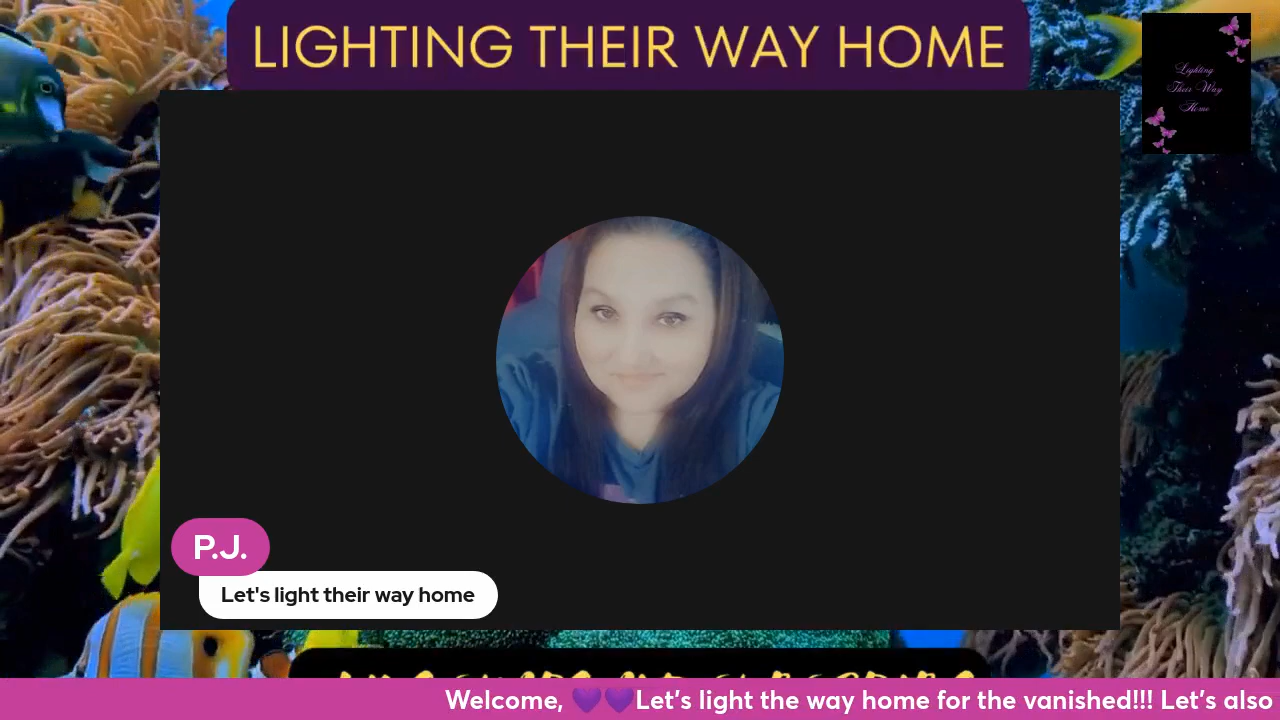 LIGHTING THEIR WAY HOME
Lighting
Their Way
Home
P.J.
Let's light their way home
Welcome, 💜💜Let's light the way home for the vanished!!! Let's also